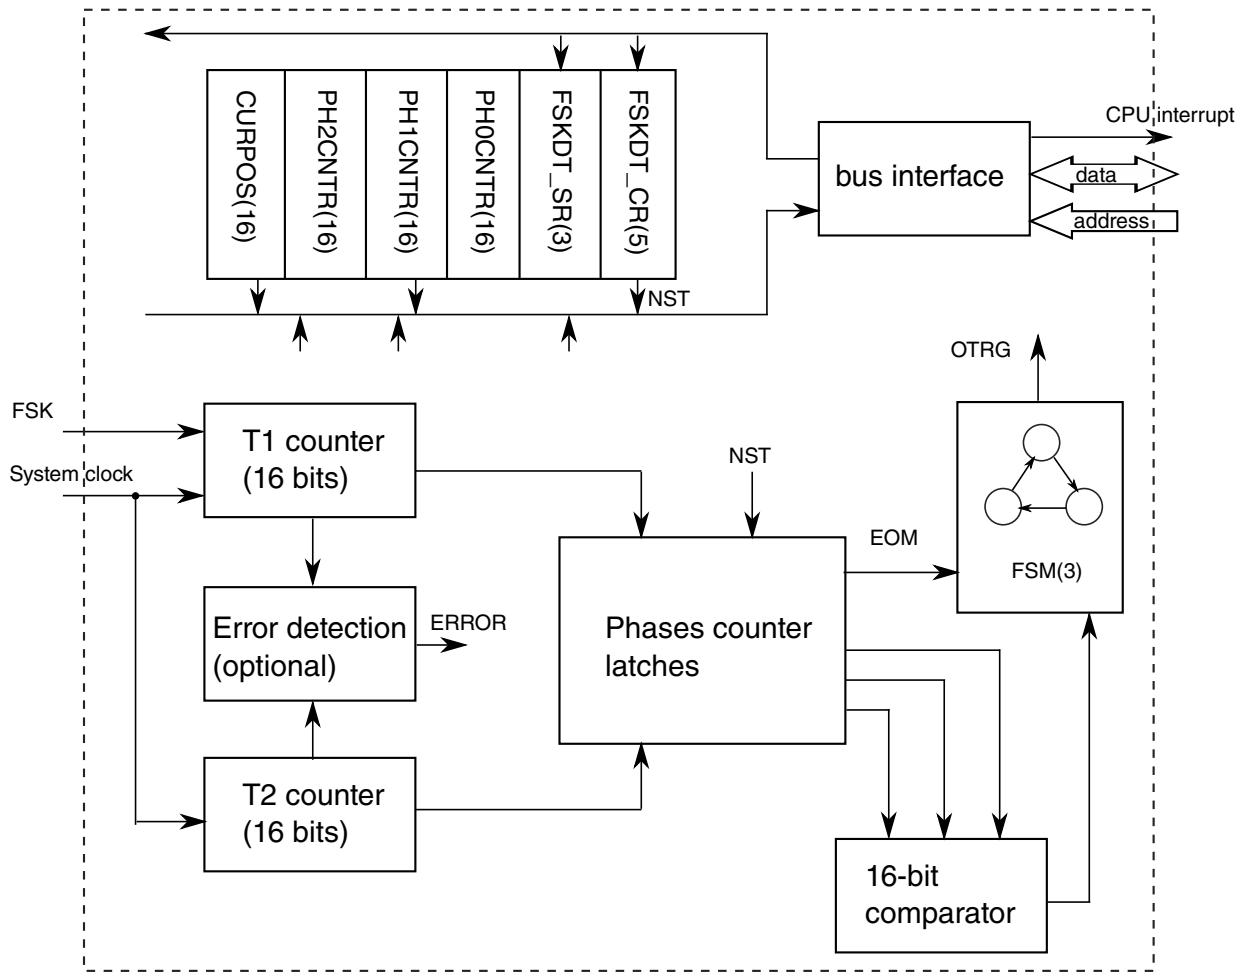 CURPOS(16)
PH2CNTR(16)
PH1CNTR(16)
PH0CNTR(16)
FSKDT_SR(3)
FSKDT_CR(5)
bus interface
CPU interrupt
data
address
NST
OTRG
FSK
System clock
T1 counter
(16 bits)
NST
EOM
FSM(3)
Error detection
(optional)
ERROR
Phases counter
latches
T2 counter
(16 bits)
16-bit
comparator